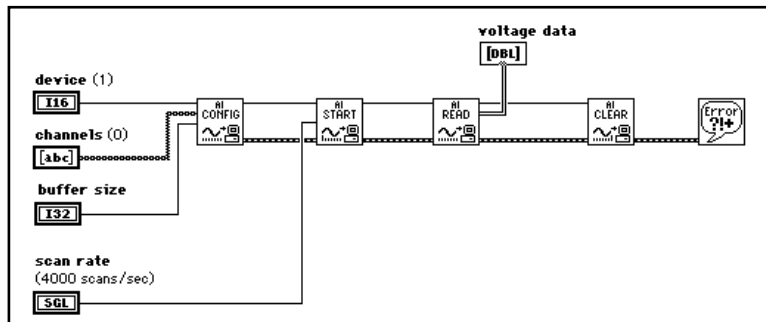 voltage data
[DBL]
device (1)
I16
AI
CONFIG
AI
START
AI
READ
AI
CLEAR
Error
?!+
channels (0)
[abc]
buffer size
I32
scan rate
(4000 scans/sec)
SGL